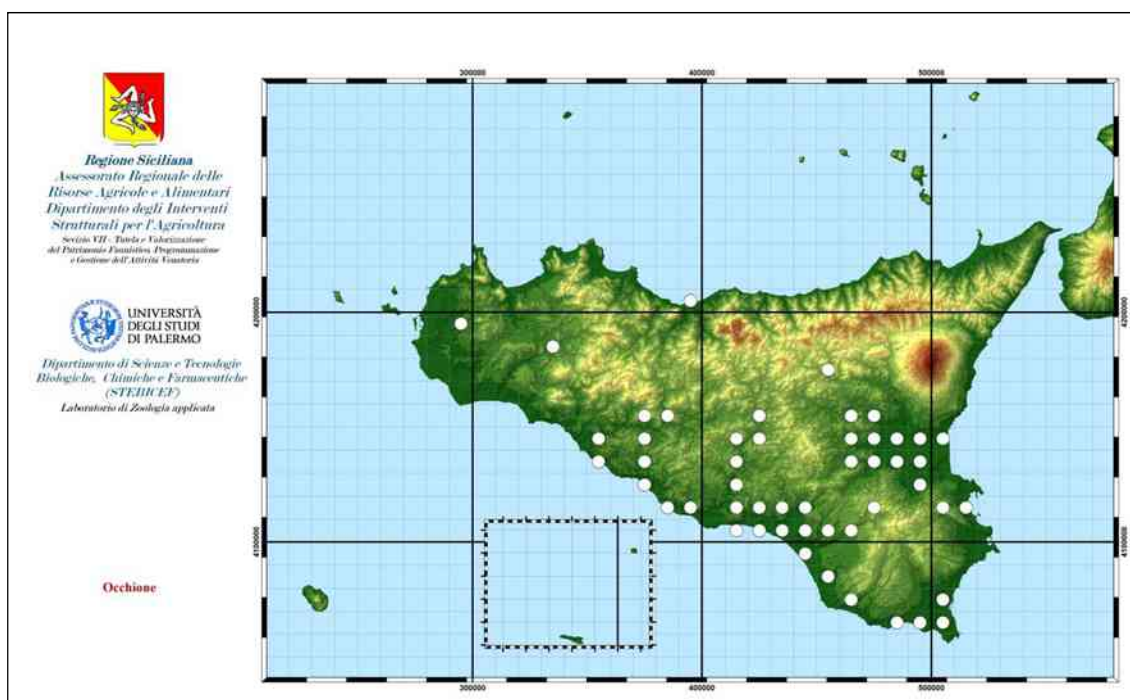 Regione Siciliana
Assessorato Regionale delle
Risorse Agricole e Alimentari
Dipartimento degli Interventi
Strutturali per l'Agricoltura
Servizio VII - Tutela e Valorizzazione
del Patrimonio Faunistico, Programmazione
e Gestione dell'Attività Venatoria
UNIVERSITÀ
DEGLI STUDI
DI PALERMO
Dipartimento di Scienze e Tecnologie
Biologiche, Chimiche e Farmaceutiche
(STEBICEF)
Laboratorio di Zoologia applicata
Occhione
300000
400000
500000
4200000
4200000
4100000
4100000
300000
400000
500000